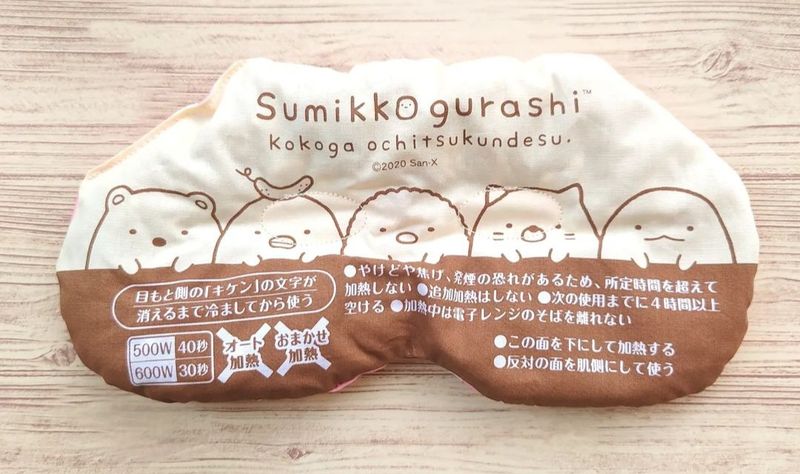 Sumikko gurashi™
kokoga ochitsukundesu.
©2020 San-X
目もと側の「キケン」の文字が
消えるまで冷ましてから使う
500W 40秒
600W 30秒
オート
加熱
おまかせ
加熱
●やけどや焦げ、発煙の恐れがあるため、所定時間を超えて
加熱しない ●追加加熱はしない ●次の使用までに4時間以上
空ける ●加熱中は電子レンジのそばを離れない
●この面を下にして加熱する
●反対の面を肌側にして使う